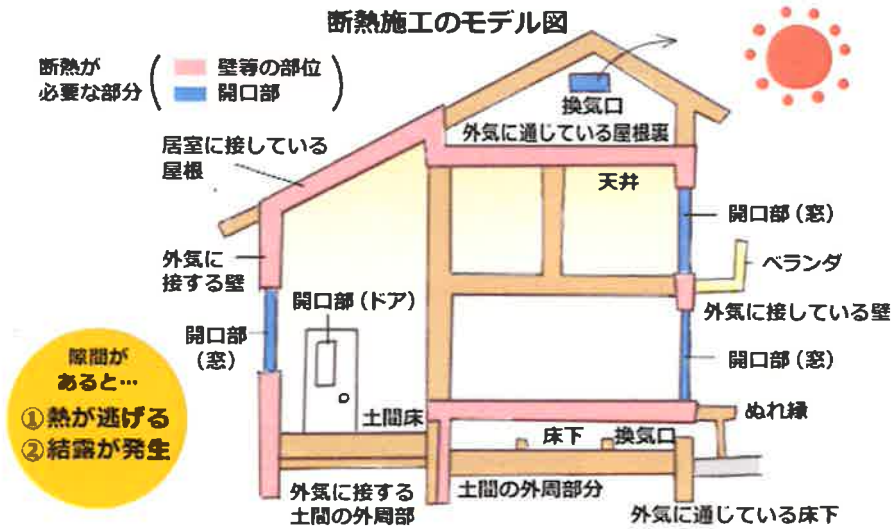 断熱施工のモデル図
断熱が
必要な部分
壁等の部位
開口部
換気口
外気に通じている屋根裏
居室に接している
屋根
天井
開口部（窓）
外気に
接する壁
ベランダ
開口部（ドア）
外気に接している壁
開口部
（窓）
開口部（窓）
隙間が
あると…
①熱が逃げる
②結露が発生
土間床
ぬれ縁
床下
換気口
外気に接する
土間の外周部
土間の外周部分
外気に通じている床下